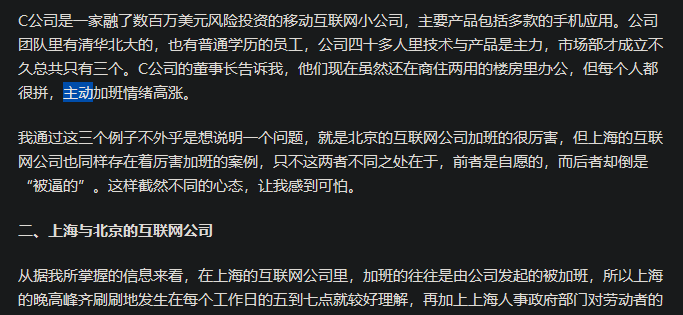 C公司是一家融了数百万美元风险投资的移动互联网小公司，主要产品包括多款的手机应用。公司
团队里有清华北大的，也有普通学历的员工，公司四十多人里技术与产品是主力，市场部才成立不
久总共只有三个。C公司的董事长告诉我，他们现在虽然还在商住两用的楼房里办公，但每个人都
很拼，主动加班情绪高涨。
我通过这三个例子不外乎是想说明一个问题，就是北京的互联网公司加班的很厉害，但上海的互联
网公司也同样存在着厉害加班的案例，只不这两者不同之处在于，前者是自愿的，而后者却倒是
“被逼的”。这样截然不同的心态，让我感到可怕。
二、上海与北京的互联网公司
从据我所掌握的信息来看，在上海的互联网公司里，加班的往往是由公司发起的被加班，所以上海
的晚高峰齐刷刷地发生在每个工作日的五到七点就较好理解，再加上上海人事政府部门对劳动者的